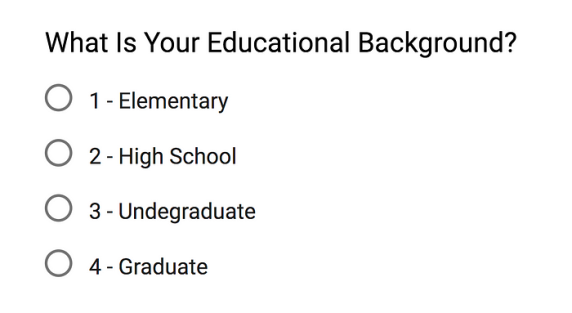 What Is Your Educational Background?
1 - Elementary
2 - High School
3 - Undegraduate
4 - Graduate